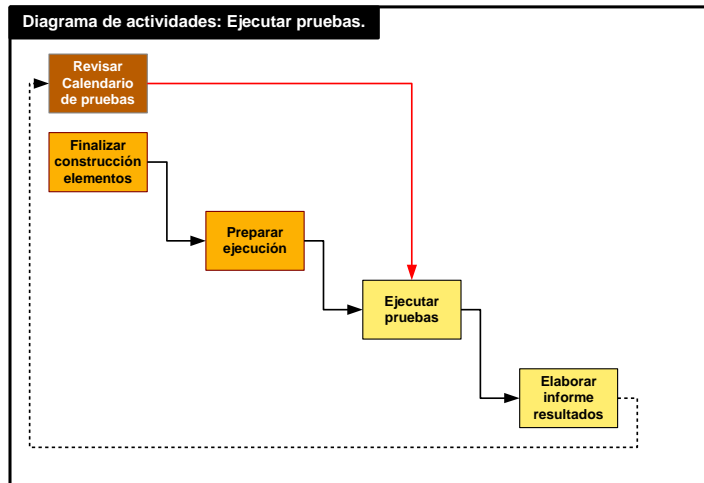 Diagrama de actividades: Ejecutar pruebas.
Revisar
Calendario
de pruebas
Finalizar
construcción
elementos
Preparar
ejecución
Ejecutar
pruebas
Elaborar
informe
resultados